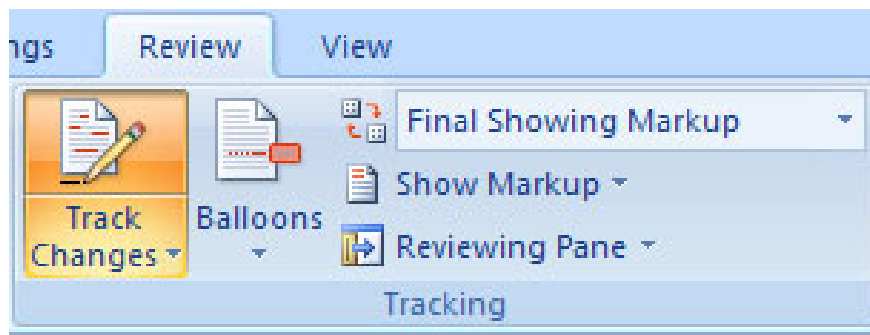 ngs Review View
Final Showing Markup
Show Markup
Track Changes
Balloons
Reviewing Pane
Tracking